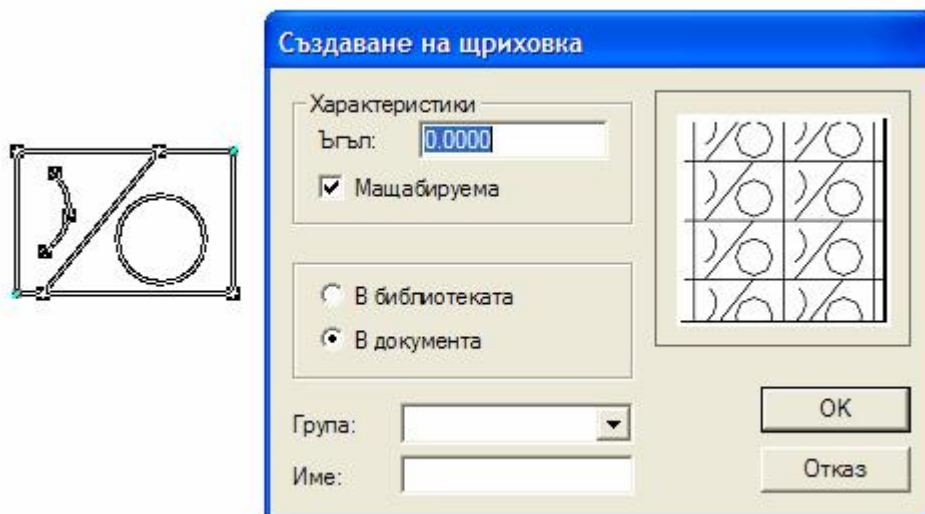 Създаване на щриховка
Характеристики
Ъгъл: 0.0000
Мащабируема
В библиотеката
В документа
Група:
Име:
OK
Отказ